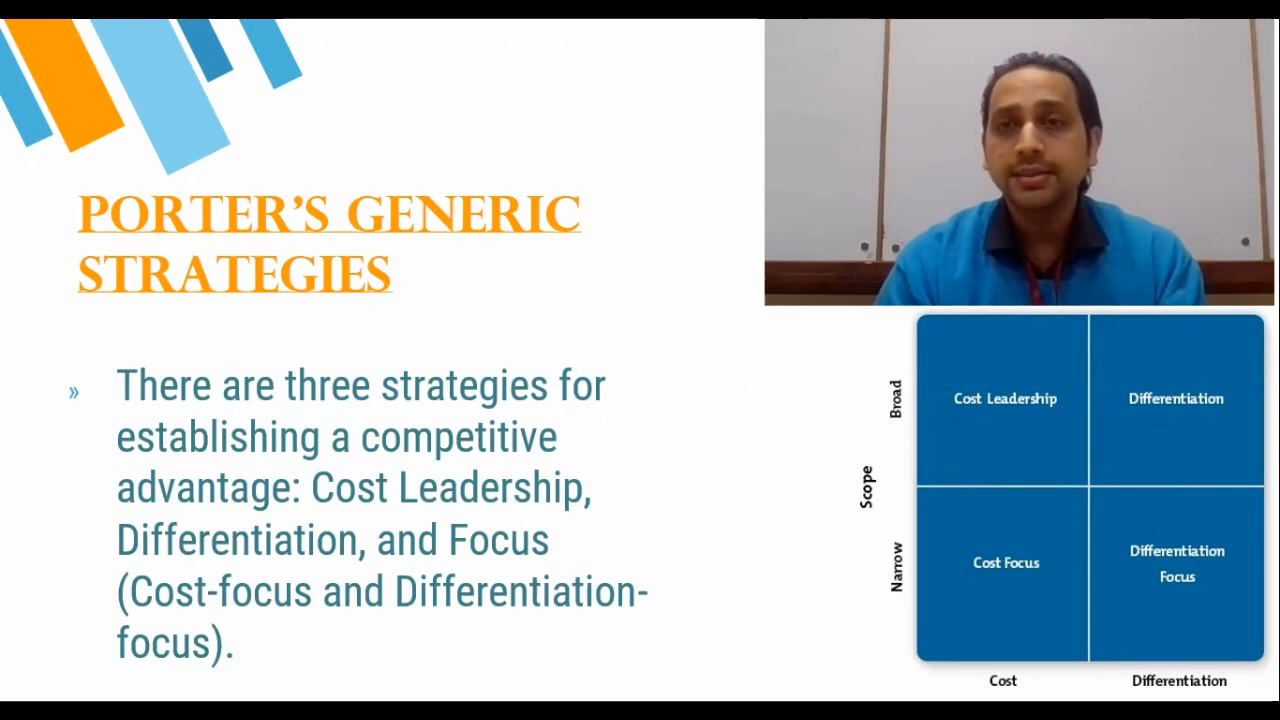 PORTER'S GENERIC
STRATEGIES
» There are three strategies for
establishing a competitive
advantage: Cost Leadership,
Differentiation, and Focus
(Cost-focus and Differentiation-
focus).
Scope
Broad
Cost Leadership
Differentiation
Narrow
Cost Focus
Differentiation
Focus
Cost
Differentiation